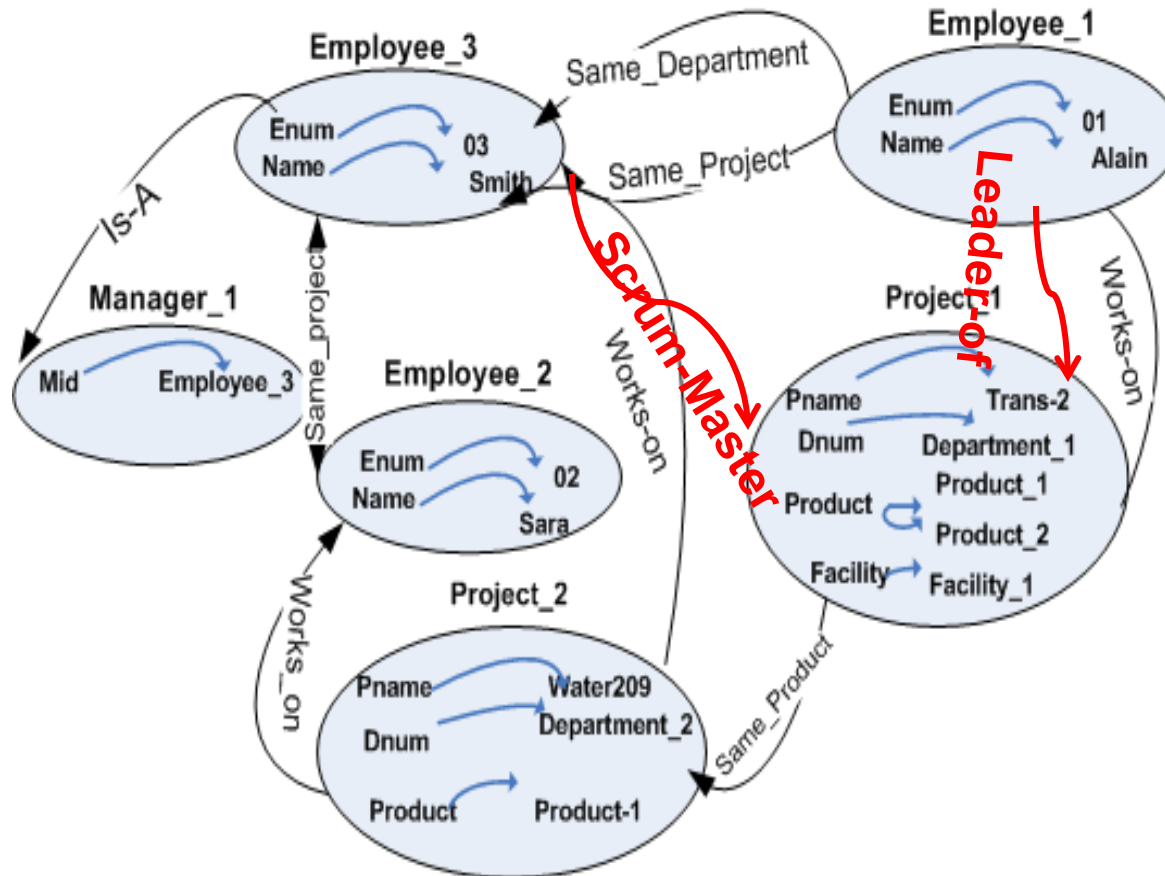 Employee_3
Enum
Name
03
Smith
Same_Department
Same_Project
Employee_1
Enum
Name
01
Alain
Is-A
Leader-of
Scrum-Master
Works-on
Works-on
Same_project
Manager_1
Mid
Employee_3
Employee_2
Enum
Name
02
Sara
Project_1
Pname
Trans-2
Dnum
Department_1
Product
Product_1
Product_2
Facility
Facility_1
Works_on
Same_Product
Project_2
Pname
Water209
Dnum
Department_2
Product
Product-1